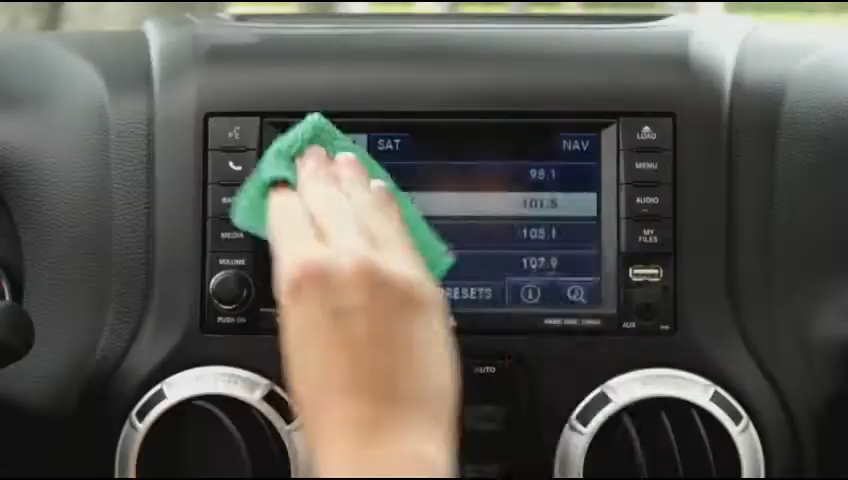 LOAD
SAT
NAV
MENU
98.1
AUDIO
101.5
MEDIA
105.1
MY
FILES
VOLUME
107.9
PRESETS
PUSH ON
AUX
AUTO